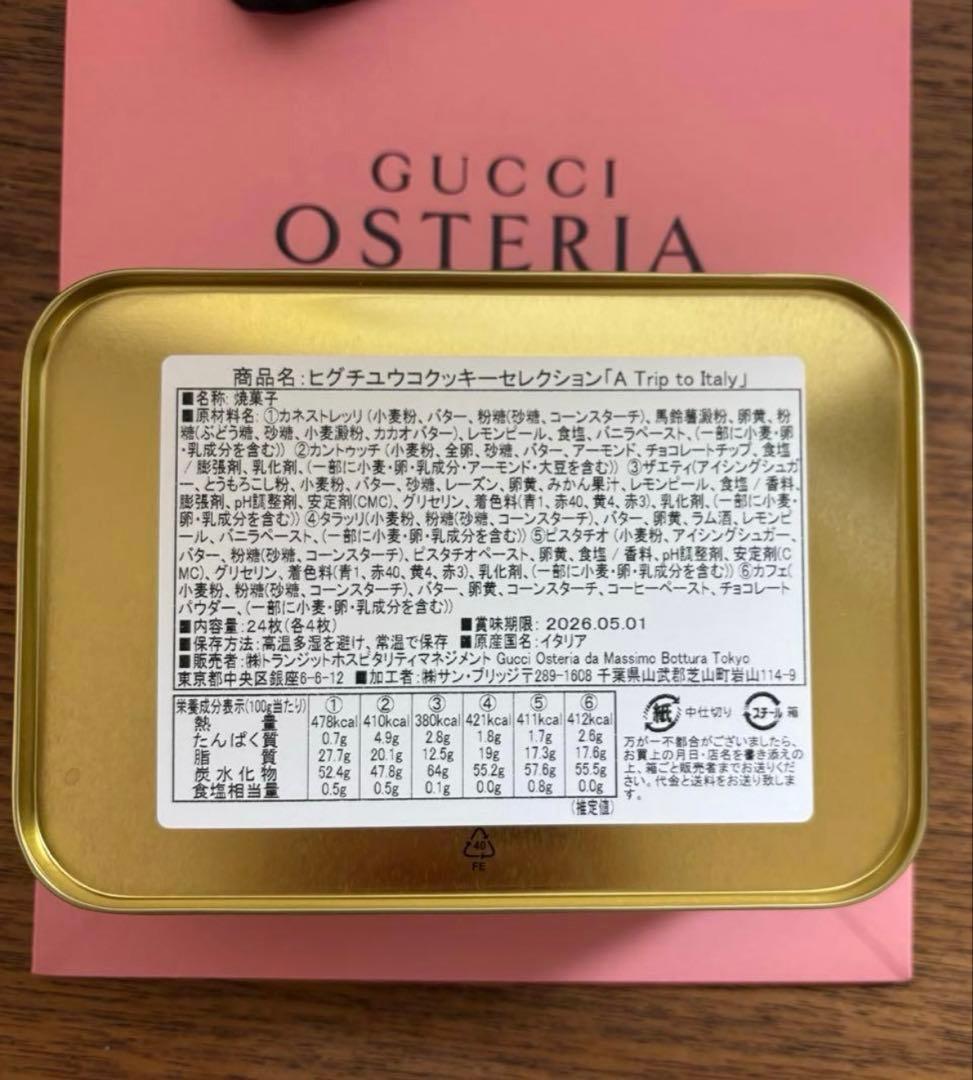 GUCCI
OSTERIA
商品名:ヒグチユウコクッキーセレクション「A Trip to Italy」
■名称: 焼菓子
■原材料名: ①カネストレッリ (小麦粉、バター、粉糖(砂糖、コーンスターチ)、馬鈴薯澱粉、卵黄、粉
糖(ぶどう糖、砂糖、小麦澱粉、カカオバター)、レモンピール、食塩、バニラペースト、(一部に小麦・卵
・乳成分を含む)) ②カントゥッチ (小麦粉、全卵、砂糖、バター、アーモンド、チョコレートチップ、食塩
/ 膨張剤、乳化剤、(一部に小麦・卵・乳成分・アーモンド・大豆を含む)) ③ザエティ(アイシングシュガ
ー、とうもろこし粉、小麦粉、バター、砂糖、レーズン、卵黄、みかん果汁、レモンピール、食塩 / 香料、
膨張剤、pH調整剤、安定剤(CMC)、グリセリン、着色料(青1、赤40、黄4、赤3)、乳化剤、(一部に小麦・
卵・乳成分を含む)) ④タラッリ(小麦粉、粉糖(砂糖、コーンスターチ)、バター、卵黄、ラム酒、レモンピ
ール、バニラペースト、(一部に小麦・卵・乳成分を含む)) ⑤ピスタチオ (小麦粉、アイシングシュガー、
バター、粉糖(砂糖、コーンスターチ)、ピスタチオペースト、卵黄、食塩 / 香料、pH調整剤、安定剤(C
MC)、グリセリン、着色料(青1、赤40、黄4、赤3)、乳化剤、(一部に小麦・卵・乳成分を含む)) ⑥カフェ(
小麦粉、粉糖(砂糖、コーンスターチ)、バター、卵黄、コーンスターチ、コーヒーペースト、チョコレート
パウダー、(一部に小麦・卵・乳成分を含む))
■内容量:24枚(各4枚) ■賞味期限: 2026.05.01
■保存方法:高温多湿を避け、常温で保存 ■原産国名:イタリア
■販売者:㈱トランジットホスピタリティマネジメント Gucci Osteria da Massimo Bottura Tokyo
東京都中央区銀座6-6-12 ■加工者:㈱サン・ブリッジ〒289-1608 千葉県山武郡芝山町岩山114-9
栄養成分表示(100g当たり) ① ② ③ ④ ⑤ ⑥
熱量 478kcal 410kcal 380kcal 421kcal 411kcal 412kcal
たんぱく質 0.7g 4.9g 2.8g 1.8g 1.7g 2.6g
脂質 27.7g 20.1g 12.5g 19g 17.3g 17.6g
炭水化物 52.4g 47.8g 64g 55.2g 57.6g 55.5g
食塩相当量 0.5g 0.5g 0.1g 0.0g 0.8g 0.0g
(推定値)
紙 中仕切り スチール 箱
万が一不都合がございましたら、
お買上の月日・店名を書き添えの
上、箱ごと販売者までお送りくだ
さい。代金と送料をお送り致しま
す。
40
FE